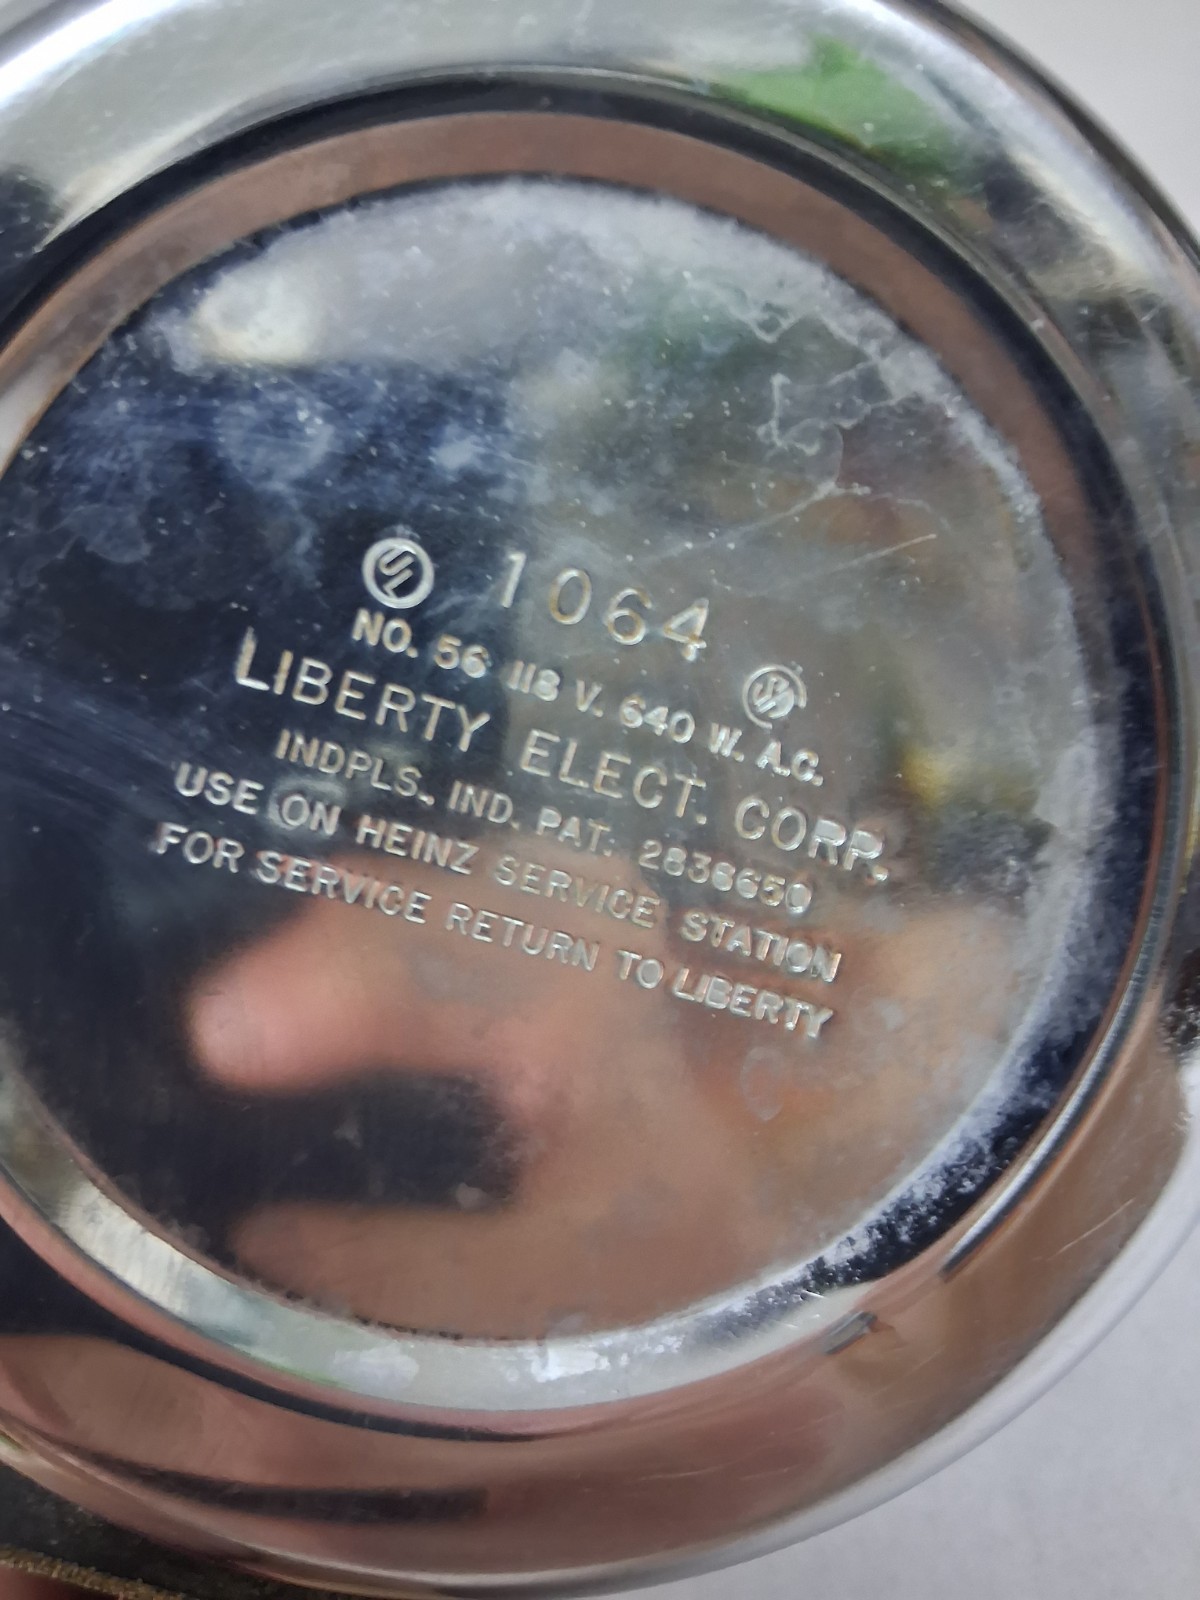 1064
NO. 56 118 V. 640 W. A.C.
LIBERTY ELECT. CORP.
INDPLS., IND. PAT. 2836650
USE ON HEINZ SERVICE STATION
FOR SERVICE RETURN TO LIBERTY